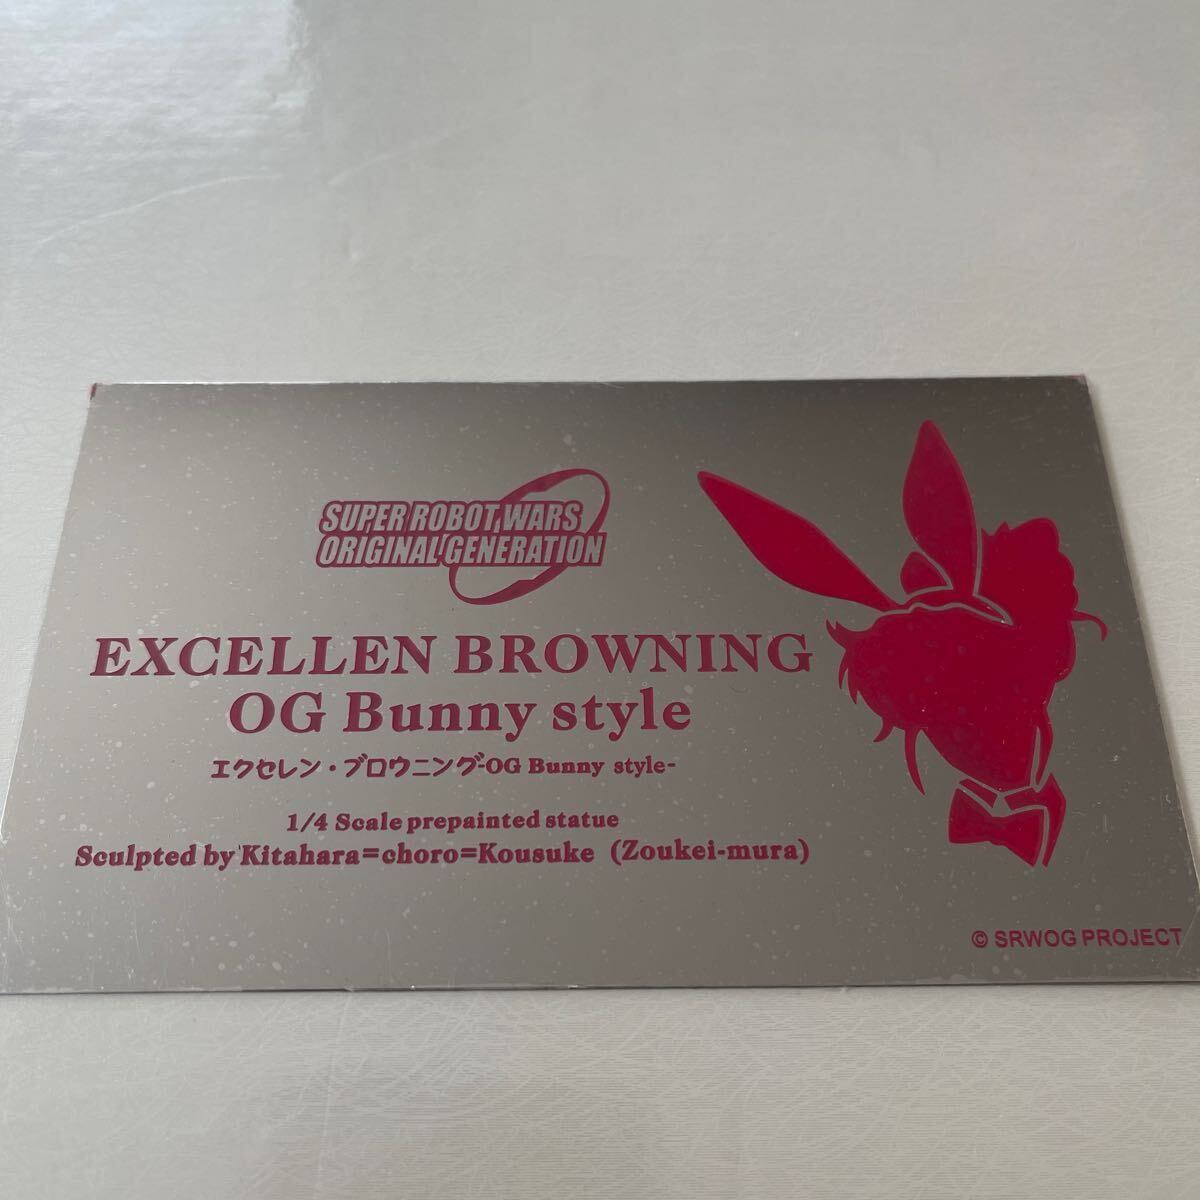 SUPER ROBOT WARS
ORIGINAL GENERATION
EXCELLEN BROWNING
OG Bunny style
エクセレン・ブロウニング-OG Bunny style-
1/4 Scale prepainted statue
Sculpted by Kitahara=choro=Kousuke (Zoukei-mura)
© SRWOG PROJECT